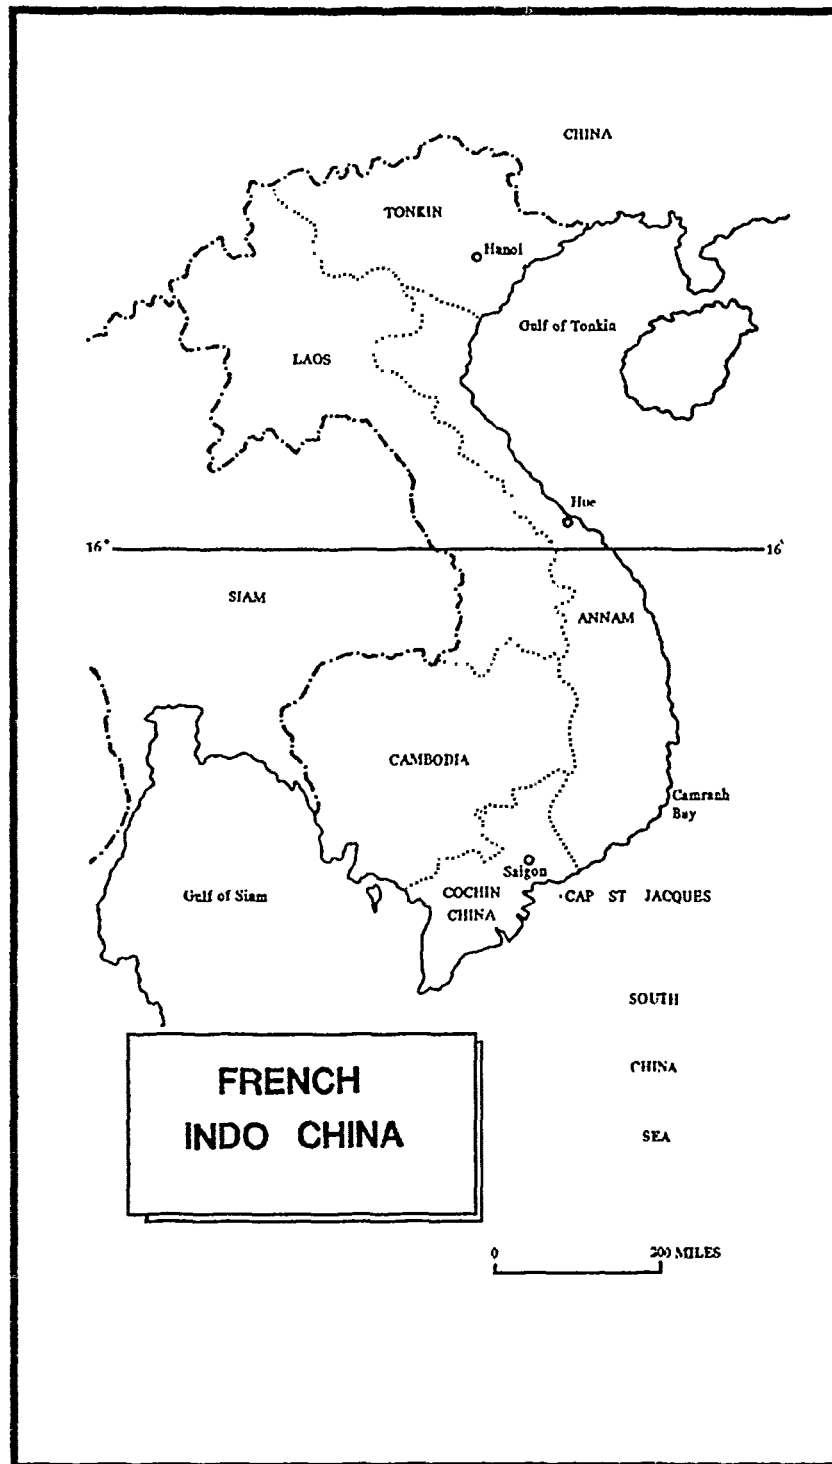 CHINA
TONKIN
Hanoi
Gulf of Tonkin
LAOS
Hue
16° 16°
SIAM
ANNAM
CAMBODIA
Camranh
Bay
Saigon
Gulf of Siam
COCHIN
CHINA
CAP ST JACQUES
SOUTH
CHINA
SEA
FRENCH
INDO CHINA
0 200 MILES